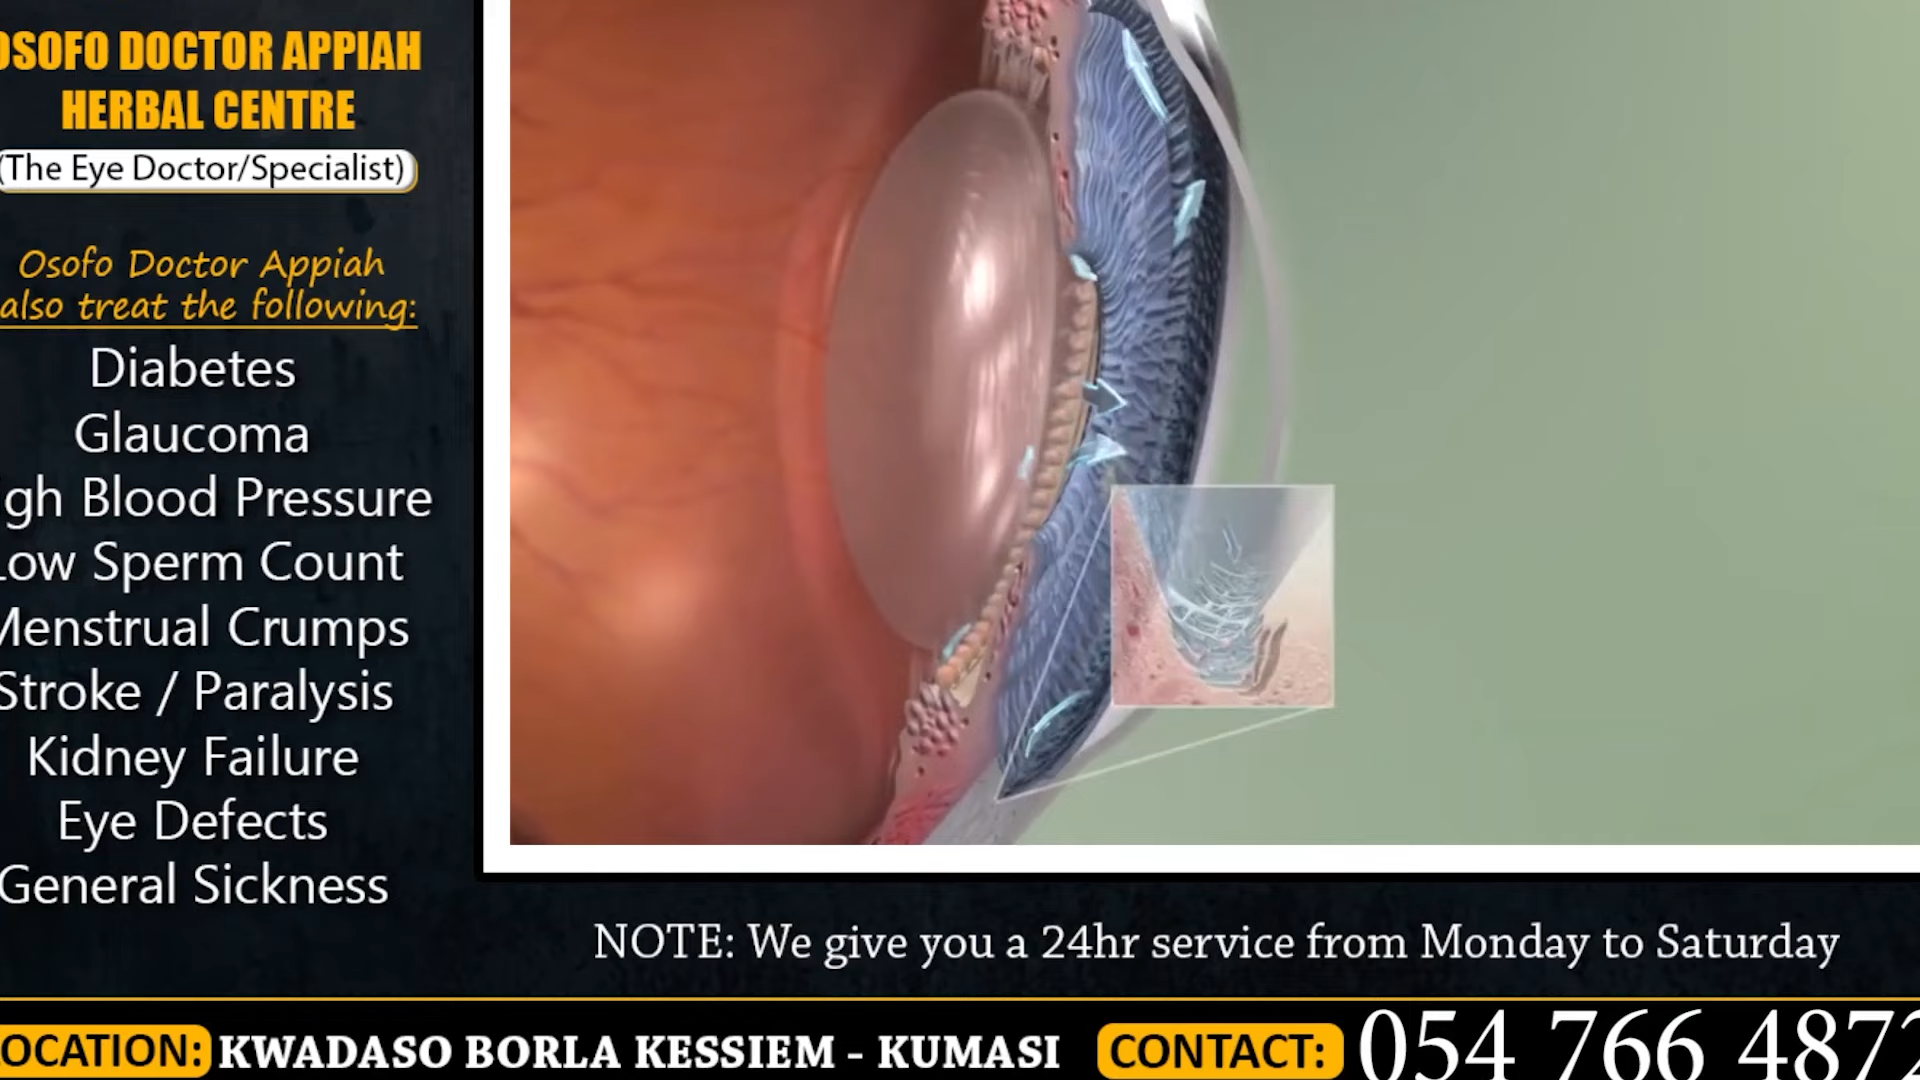 OSOFO DOCTOR APPIAH
HERBAL CENTRE
(The Eye Doctor/Specialist)
Osofo Doctor Appiah
also treat the following:
Diabetes
Glaucoma
gh Blood Pressure
Low Sperm Count
Menstrual Crumps
Stroke / Paralysis
Kidney Failure
Eye Defects
General Sickness
NOTE: We give you a 24hr service from Monday to Saturday
OCATION: KWADASO BORLA KESSIEM - KUMASI CONTACT: 054 766 4872